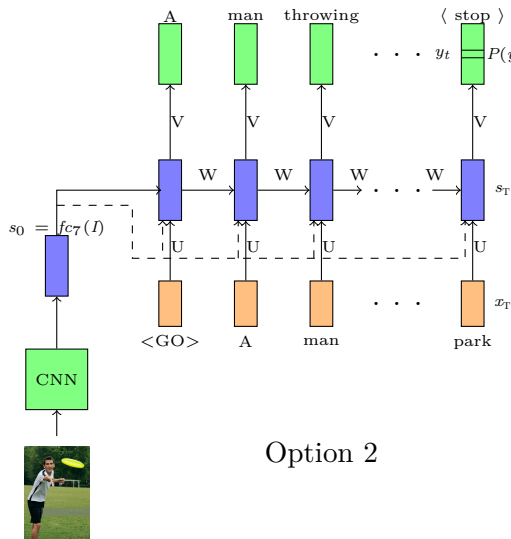 A man throwing 〈 stop 〉
y_t P(y
V V V V
W W W W
s_T
s_0 = fc_7(I)
U U U U
x_T
<GO> A man park
CNN
Option 2